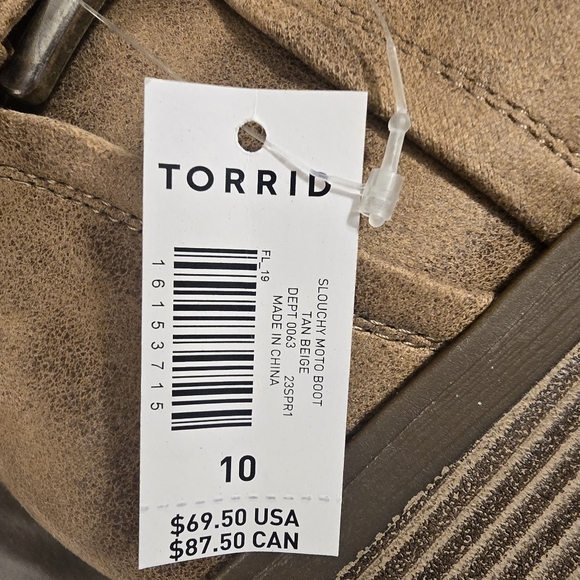 TORRID
FL_19
SLOUCHY MOTO BOOT
TAN BEIGE
DEPT 0063 23SPR1
MADE IN CHINA
16153715
10
$69.50 USA
$87.50 CAN